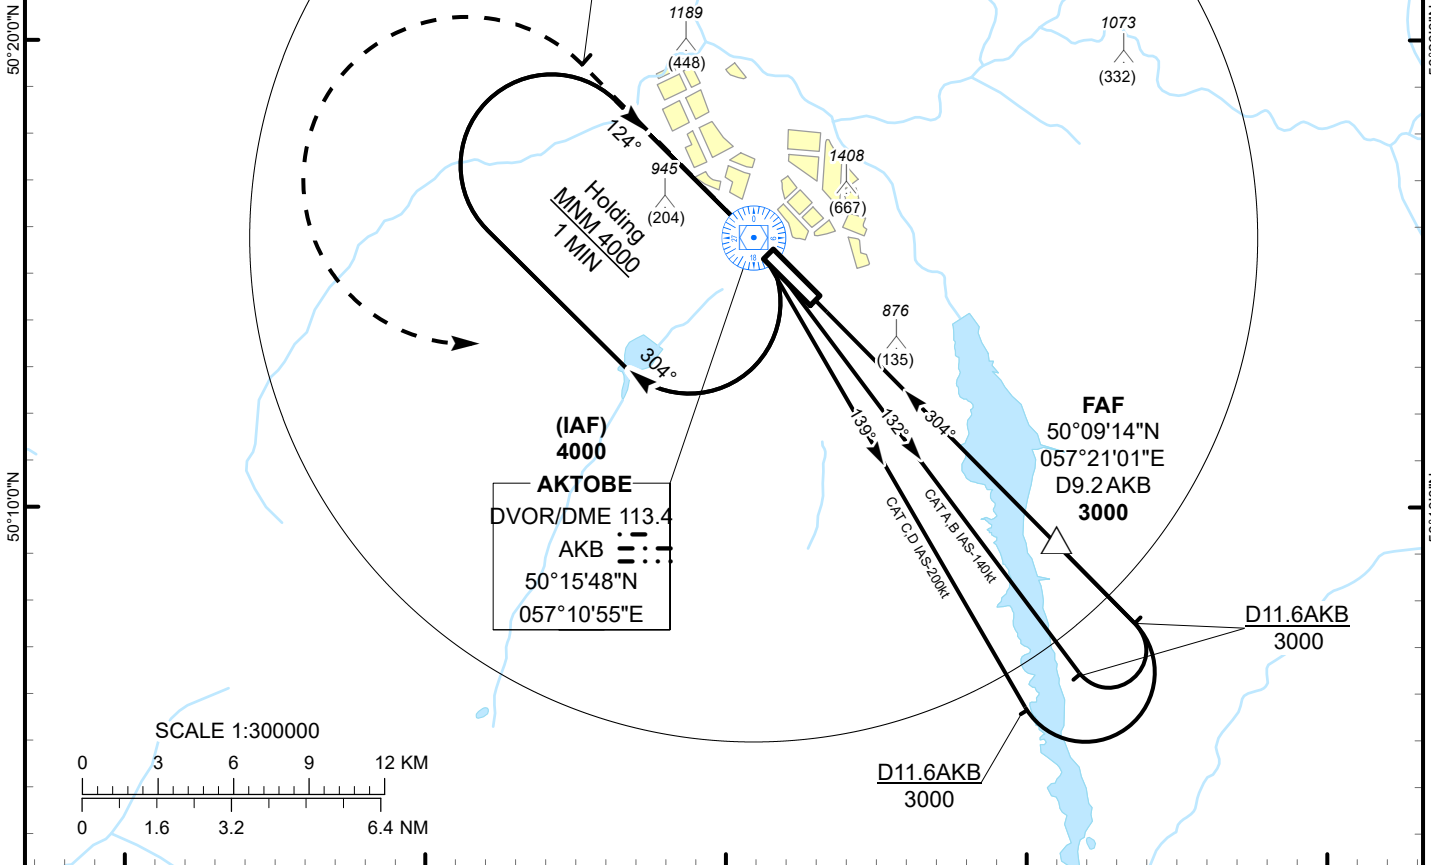 50°20'0"N
1189
(448)
1073
(332)
124°
945
(204)
1408
(667)
Holding
MNM 4000
1 MIN
0
9
18
27
876
(135)
304°
(IAF)
4000
AKTOBE
DVOR/DME 113.4
AKB
50°15'48"N
057°10'55"E
139°
132°
304°
FAF
50°09'14"N
057°21'01"E
D9.2 AKB
3000
50°10'0"N
CAT C,D IAS-200kt
CAT A,B IAS-140kt
D11.6AKB
3000
D11.6AKB
3000
SCALE 1:300000
0 3 6 9 12 KM
0 1.6 3.2 6.4 NM